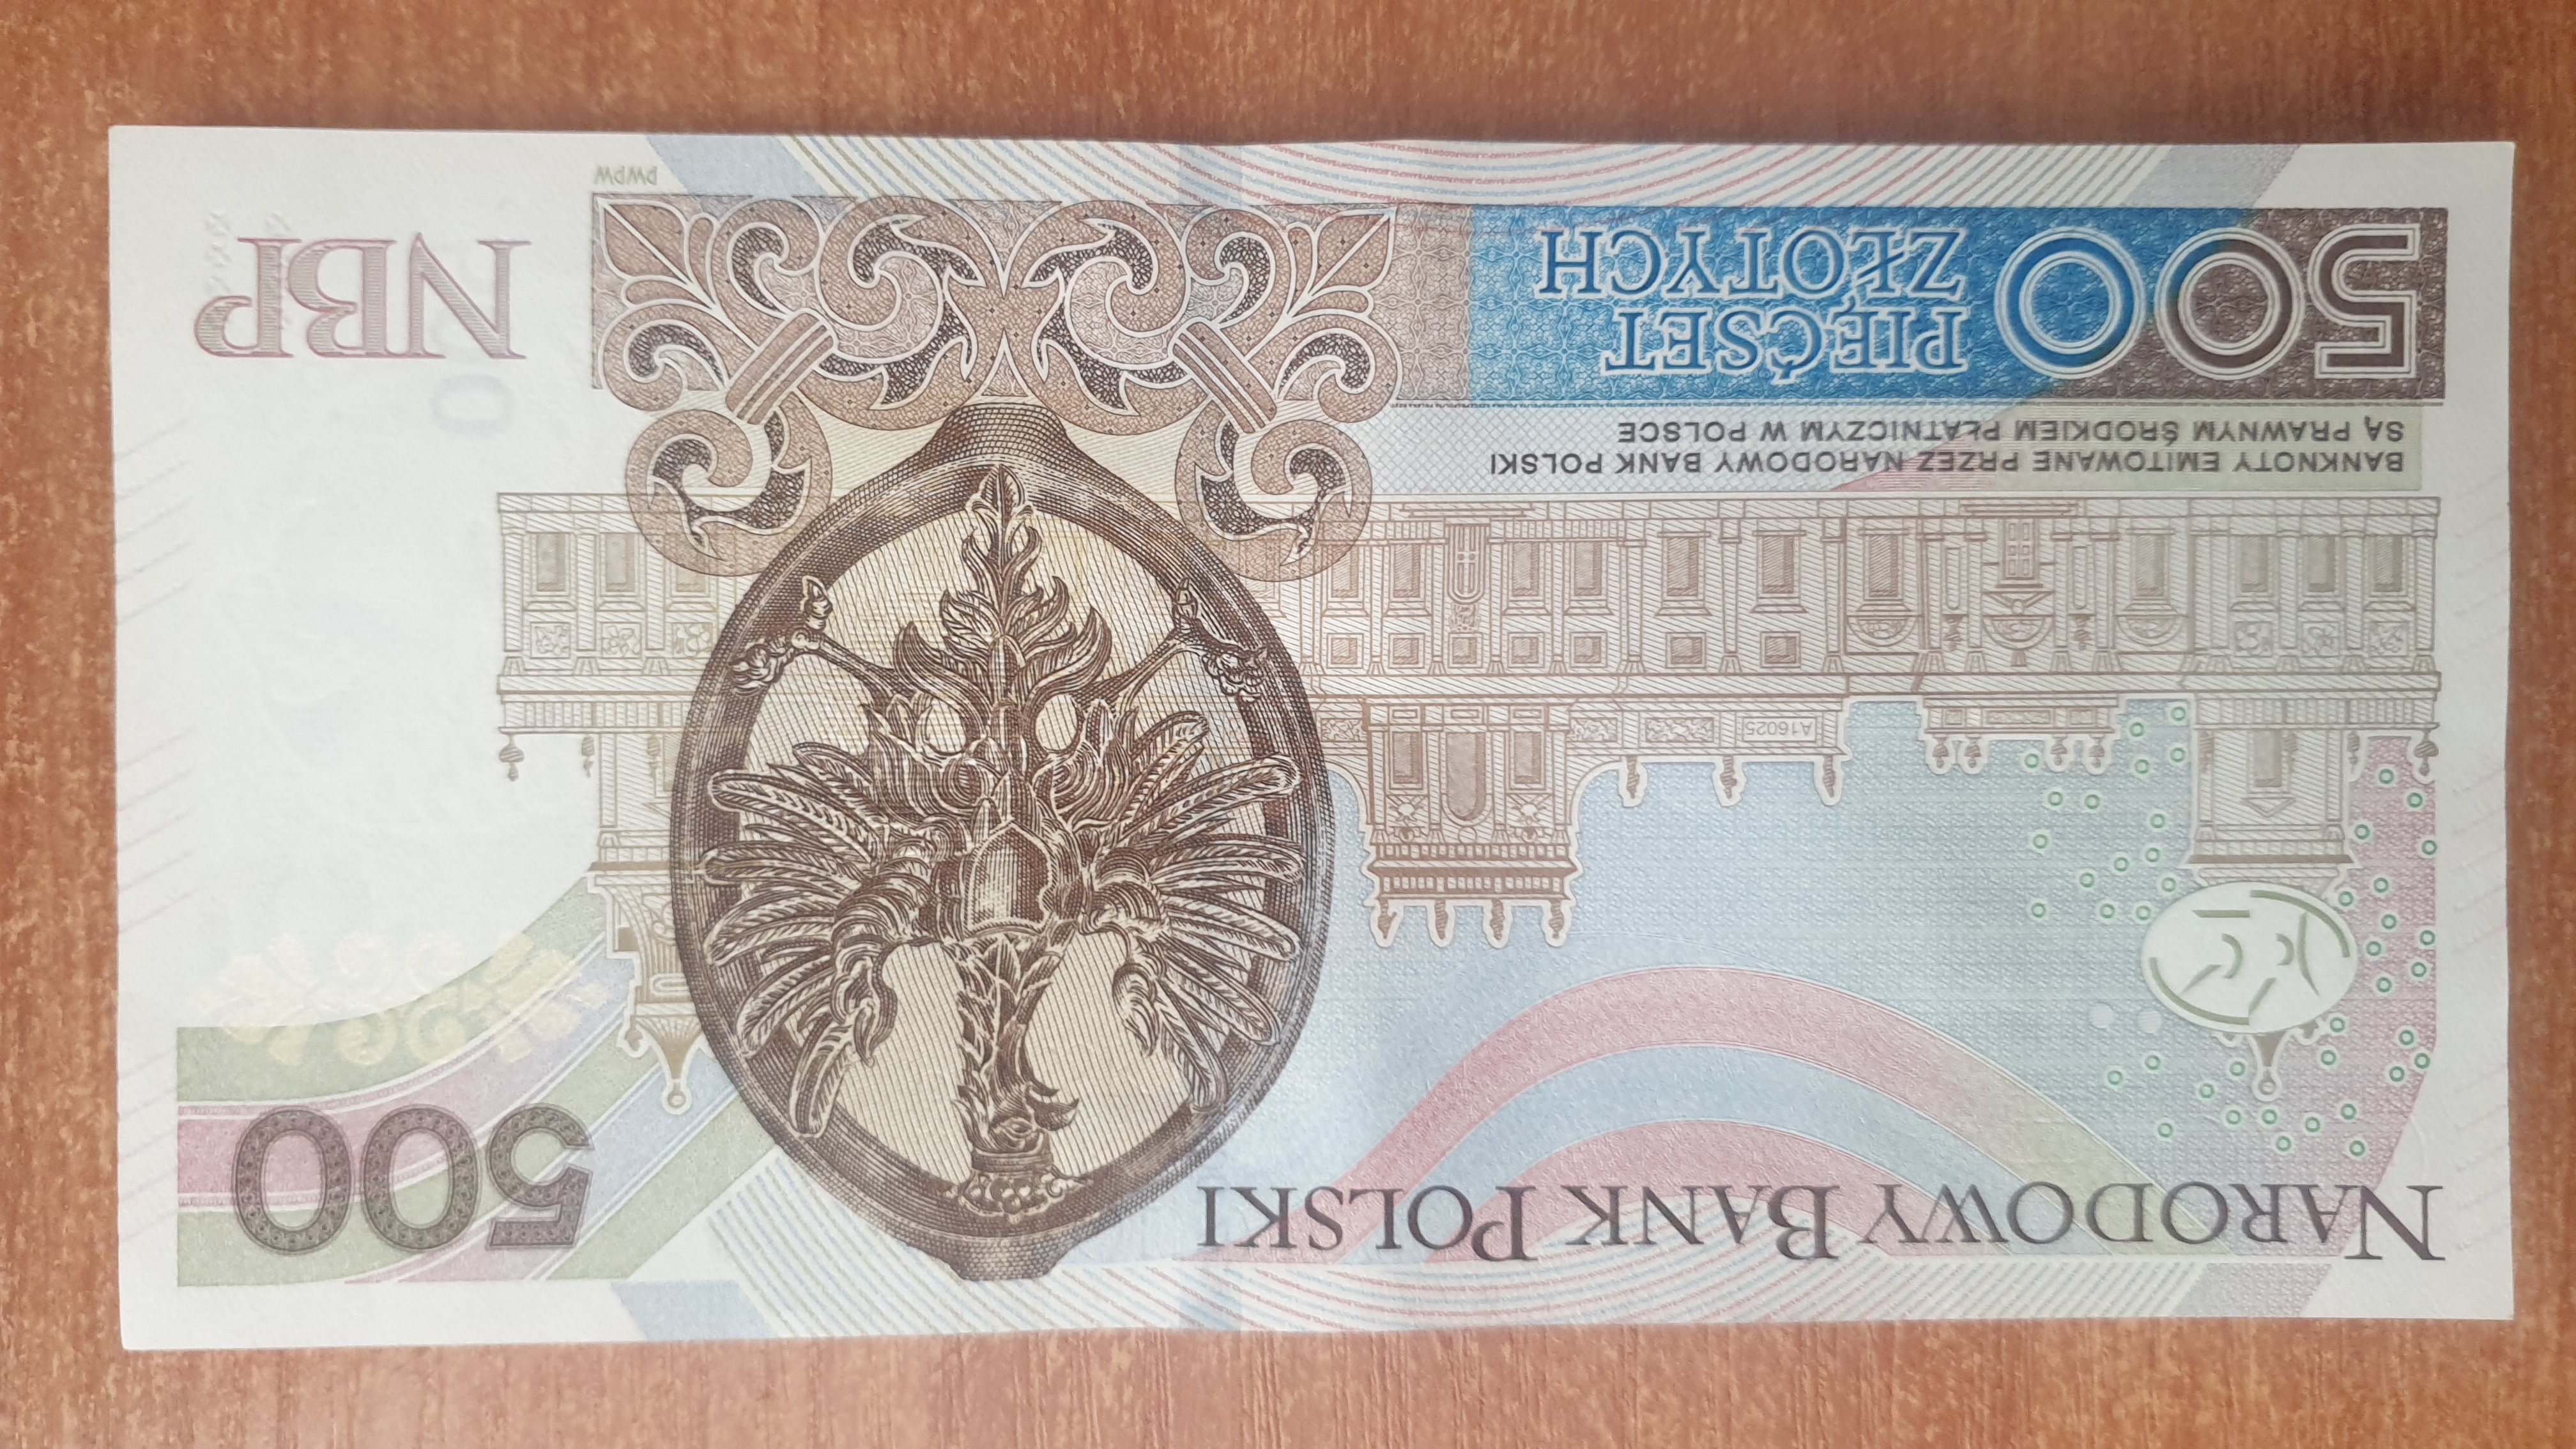 NARODOWY BANK POLSKI
500
A16025
BANKNOTY EMITOWANE PRZEZ NARODOWY BANK POLSKI
SĄ PRAWNYM ŚRODKIEM PŁATNICZYM W POLSCE
500
PIĘĆSET
ZŁOTYCH
NBP
PWPW